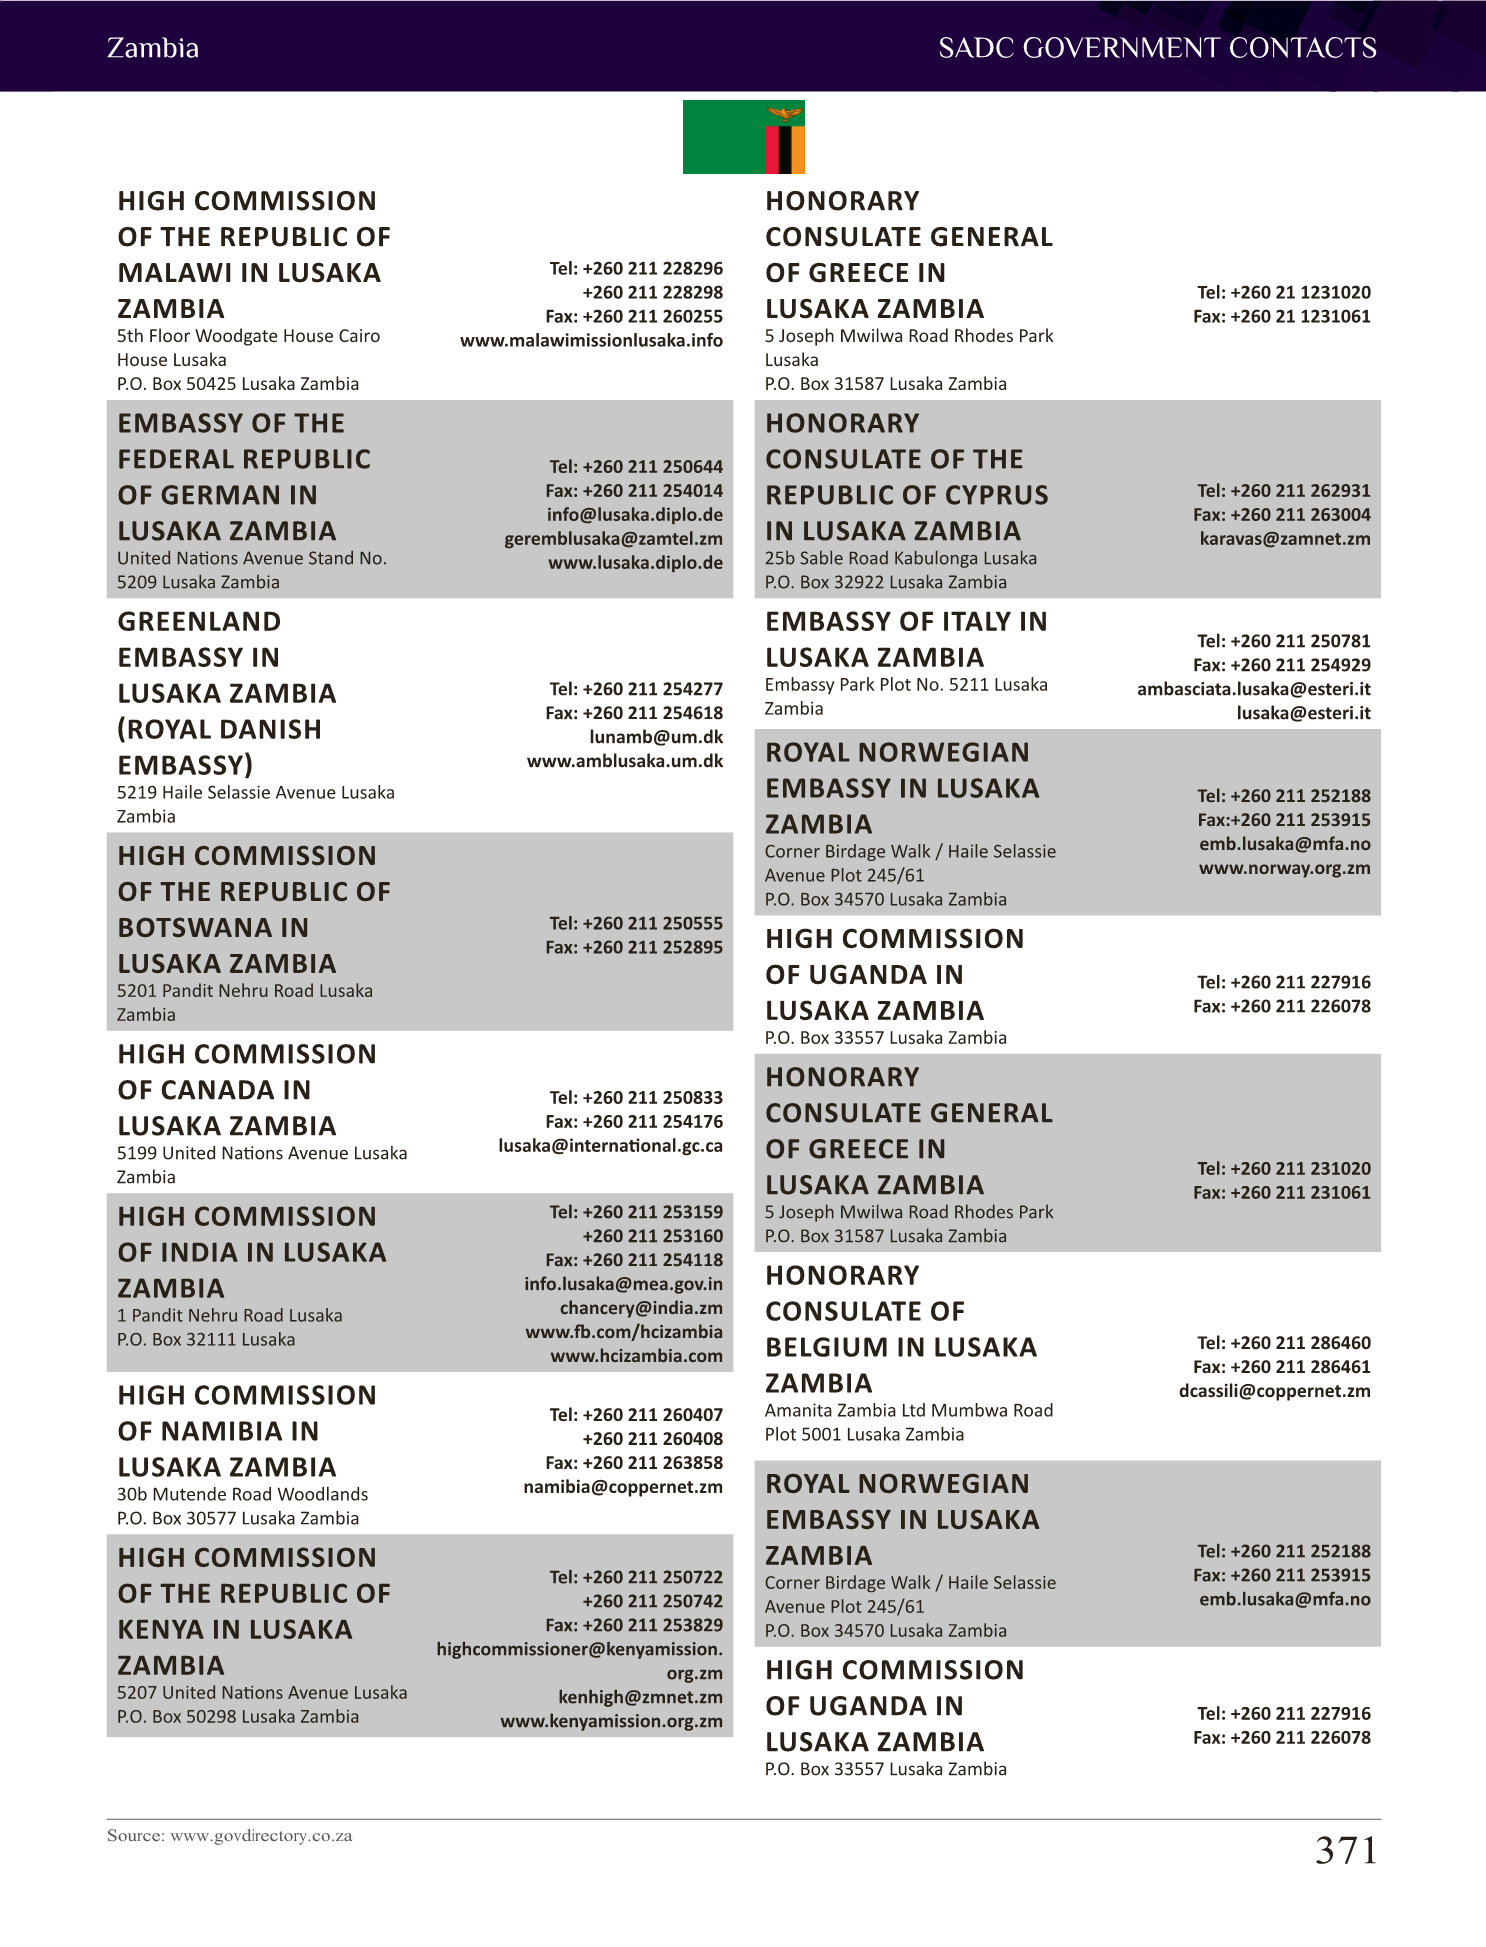 Zambia
SADC GOVERNMENT CONTACTS
HIGH COMMISSION
OF THE REPUBLIC OF
MALAWI IN LUSAKA
ZAMBIA
5th Floor Woodgate House Cairo
House Lusaka
P.O. Box 50425 Lusaka Zambia
Tel: +260 211 228296
+260 211 228298
Fax: +260 211 260255
www.malawimissionlusaka.info
EMBASSY OF THE
FEDERAL REPUBLIC
OF GERMAN IN
LUSAKA ZAMBIA
United Nations Avenue Stand No.
5209 Lusaka Zambia
Tel: +260 211 250644
Fax: +260 211 254014
info@lusaka.diplo.de
geremblusaka@zamtel.zm
www.lusaka.diplo.de
GREENLAND
EMBASSY IN
LUSAKA ZAMBIA
(ROYAL DANISH
EMBASSY)
5219 Haile Selassie Avenue Lusaka
Zambia
Tel: +260 211 254277
Fax: +260 211 254618
lunamb@um.dk
www.amblusaka.um.dk
HIGH COMMISSION
OF THE REPUBLIC OF
BOTSWANA IN
LUSAKA ZAMBIA
5201 Pandit Nehru Road Lusaka
Zambia
Tel: +260 211 250555
Fax: +260 211 252895
HIGH COMMISSION
OF CANADA IN
LUSAKA ZAMBIA
5199 United Nations Avenue Lusaka
Zambia
Tel: +260 211 250833
Fax: +260 211 254176
lusaka@international.gc.ca
HIGH COMMISSION
OF INDIA IN LUSAKA
ZAMBIA
1 Pandit Nehru Road Lusaka
P.O. Box 32111 Lusaka
Tel: +260 211 253159
+260 211 253160
Fax: +260 211 254118
info.lusaka@mea.gov.in
chancery@india.zm
www.fb.com/hcizambia
www.hcizambia.com
HIGH COMMISSION
OF NAMIBIA IN
LUSAKA ZAMBIA
30b Mutende Road Woodlands
P.O. Box 30577 Lusaka Zambia
Tel: +260 211 260407
+260 211 260408
Fax: +260 211 263858
namibia@coppernet.zm
HIGH COMMISSION
OF THE REPUBLIC OF
KENYA IN LUSAKA
ZAMBIA
5207 United Nations Avenue Lusaka
P.O. Box 50298 Lusaka Zambia
Tel: +260 211 250722
+260 211 250742
Fax: +260 211 253829
highcommissioner@kenyamission.
org.zm
kenhigh@zmnet.zm
www.kenyamission.org.zm
HONORARY
CONSULATE GENERAL
OF GREECE IN
LUSAKA ZAMBIA
5 Joseph Mwilwa Road Rhodes Park
Lusaka
P.O. Box 31587 Lusaka Zambia
Tel: +260 21 1231020
Fax: +260 21 1231061
HONORARY
CONSULATE OF THE
REPUBLIC OF CYPRUS
IN LUSAKA ZAMBIA
25b Sable Road Kabulonga Lusaka
P.O. Box 32922 Lusaka Zambia
Tel: +260 211 262931
Fax: +260 211 263004
karavas@zamnet.zm
EMBASSY OF ITALY IN
LUSAKA ZAMBIA
Embassy Park Plot No. 5211 Lusaka
Zambia
Tel: +260 211 250781
Fax: +260 211 254929
ambasciata.lusaka@esteri.it
lusaka@esteri.it
ROYAL NORWEGIAN
EMBASSY IN LUSAKA
ZAMBIA
Corner Birdage Walk / Haile Selassie
Avenue Plot 245/61
P.O. Box 34570 Lusaka Zambia
Tel: +260 211 252188
Fax:+260 211 253915
emb.lusaka@mfa.no
www.norway.org.zm
HIGH COMMISSION
OF UGANDA IN
LUSAKA ZAMBIA
P.O. Box 33557 Lusaka Zambia
Tel: +260 211 227916
Fax: +260 211 226078
HONORARY
CONSULATE GENERAL
OF GREECE IN
LUSAKA ZAMBIA
5 Joseph Mwilwa Road Rhodes Park
P.O. Box 31587 Lusaka Zambia
Tel: +260 211 231020
Fax: +260 211 231061
HONORARY
CONSULATE OF
BELGIUM IN LUSAKA
ZAMBIA
Amanita Zambia Ltd Mumbwa Road
Plot 5001 Lusaka Zambia
Tel: +260 211 286460
Fax: +260 211 286461
dcassili@coppernet.zm
ROYAL NORWEGIAN
EMBASSY IN LUSAKA
ZAMBIA
Corner Birdage Walk / Haile Selassie
Avenue Plot 245/61
P.O. Box 34570 Lusaka Zambia
Tel: +260 211 252188
Fax: +260 211 253915
emb.lusaka@mfa.no
HIGH COMMISSION
OF UGANDA IN
LUSAKA ZAMBIA
P.O. Box 33557 Lusaka Zambia
Tel: +260 211 227916
Fax: +260 211 226078
Source: www.govdirectory.co.za
371